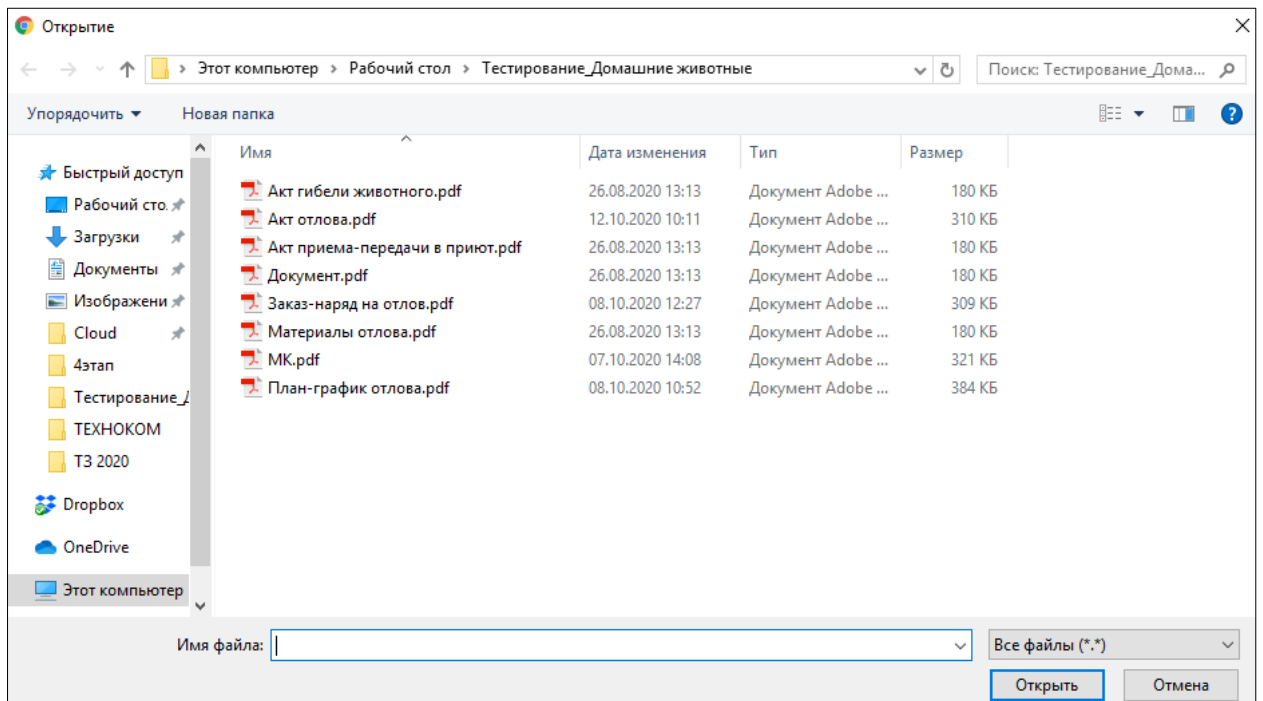 Открытие
Этот компьютер > Рабочий стол > Тестирование_Домашние животные
Поиск: Тестирование_Дома...
Упорядочить
Новая папка
Имя Дата изменения Тип Размер
Быстрый доступ
Рабочий сто.
Загрузки
Документы
Изображени
Cloud
4этап
Тестирование_Д
ТЕХНОКОМ
ТЗ 2020
Dropbox
OneDrive
Этот компьютер
Акт гибели животного.pdf 26.08.2020 13:13 Документ Adobe ... 180 КБ
Акт отлова.pdf 12.10.2020 10:11 Документ Adobe ... 310 КБ
Акт приема-передачи в приют.pdf 26.08.2020 13:13 Документ Adobe ... 180 КБ
Документ.pdf 26.08.2020 13:13 Документ Adobe ... 180 КБ
Заказ-наряд на отлов.pdf 08.10.2020 12:27 Документ Adobe ... 309 КБ
Материалы отлова.pdf 26.08.2020 13:13 Документ Adobe ... 180 КБ
МК.pdf 07.10.2020 14:08 Документ Adobe ... 321 КБ
План-график отлова.pdf 08.10.2020 10:52 Документ Adobe ... 384 КБ
Имя файла:
Все файлы (*.*)
Открыть
Отмена